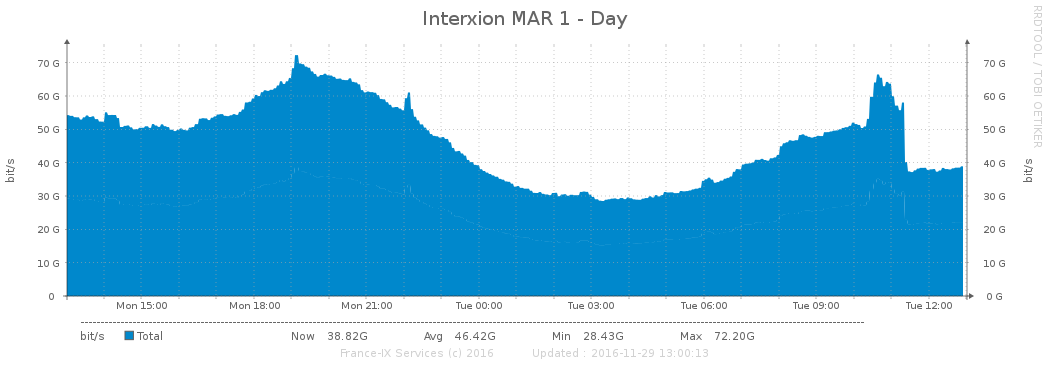 Interxion MAR 1 - Day
RRDTOOL / TOBI OETIKER
bit/s
bit/s
70 G 70 G
60 G 60 G
50 G 50 G
40 G 40 G
30 G 30 G
20 G 20 G
10 G 10 G
0 0 G
Mon 15:00 Mon 18:00 Mon 21:00 Tue 00:00 Tue 03:00 Tue 06:00 Tue 09:00 Tue 12:00
bit/s Total Now 38.82G Avg 46.42G Min 28.43G Max 72.20G
France-IX Services (c) 2016 Updated : 2016-11-29 13:00:13